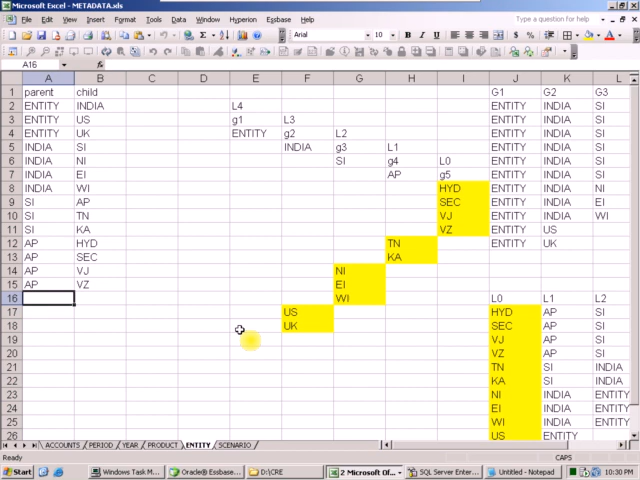 Microsoft Excel - METADATA.xls
File Edit View Insert Format Tools Data Window Hyperion Essbase Help
Type a question for help
Arial 10 B I U
A16 fx
A B C D E F G H I J K L
1 parent child G1 G2 G3
2 ENTITY INDIA L4 ENTITY INDIA SI
3 ENTITY US g1 L3 ENTITY INDIA SI
4 ENTITY UK ENTITY g2 L2 ENTITY INDIA SI
5 INDIA SI INDIA g3 L1 ENTITY INDIA SI
6 INDIA NI SI g4 L0 ENTITY INDIA SI
7 INDIA EI AP g5 ENTITY INDIA SI
8 INDIA WI HYD ENTITY INDIA NI
9 SI AP SEC ENTITY INDIA EI
10 SI TN VJ ENTITY INDIA WI
11 SI KA VZ ENTITY US
12 AP HYD TN ENTITY UK
13 AP SEC KA
14 AP VJ NI
15 AP VZ EI
16 WI L0 L1 L2
17 US HYD AP SI
18 UK SEC AP SI
19 VJ AP SI
20 VZ AP SI
21 TN SI INDIA
22 KA SI INDIA
23 NI INDIA ENTITY
24 EI INDIA ENTITY
25 WI INDIA ENTITY
26 US ENTITY
ACCOUNTS / PERIOD / YEAR / PRODUCT / ENTITY / SCENARIO
Ready CAPS
Start Windows Task M... Oracle® Essbase... D:\CRE 2 Microsoft Of... SQL Server Enter... Untitled - Notepad 10:30 PM